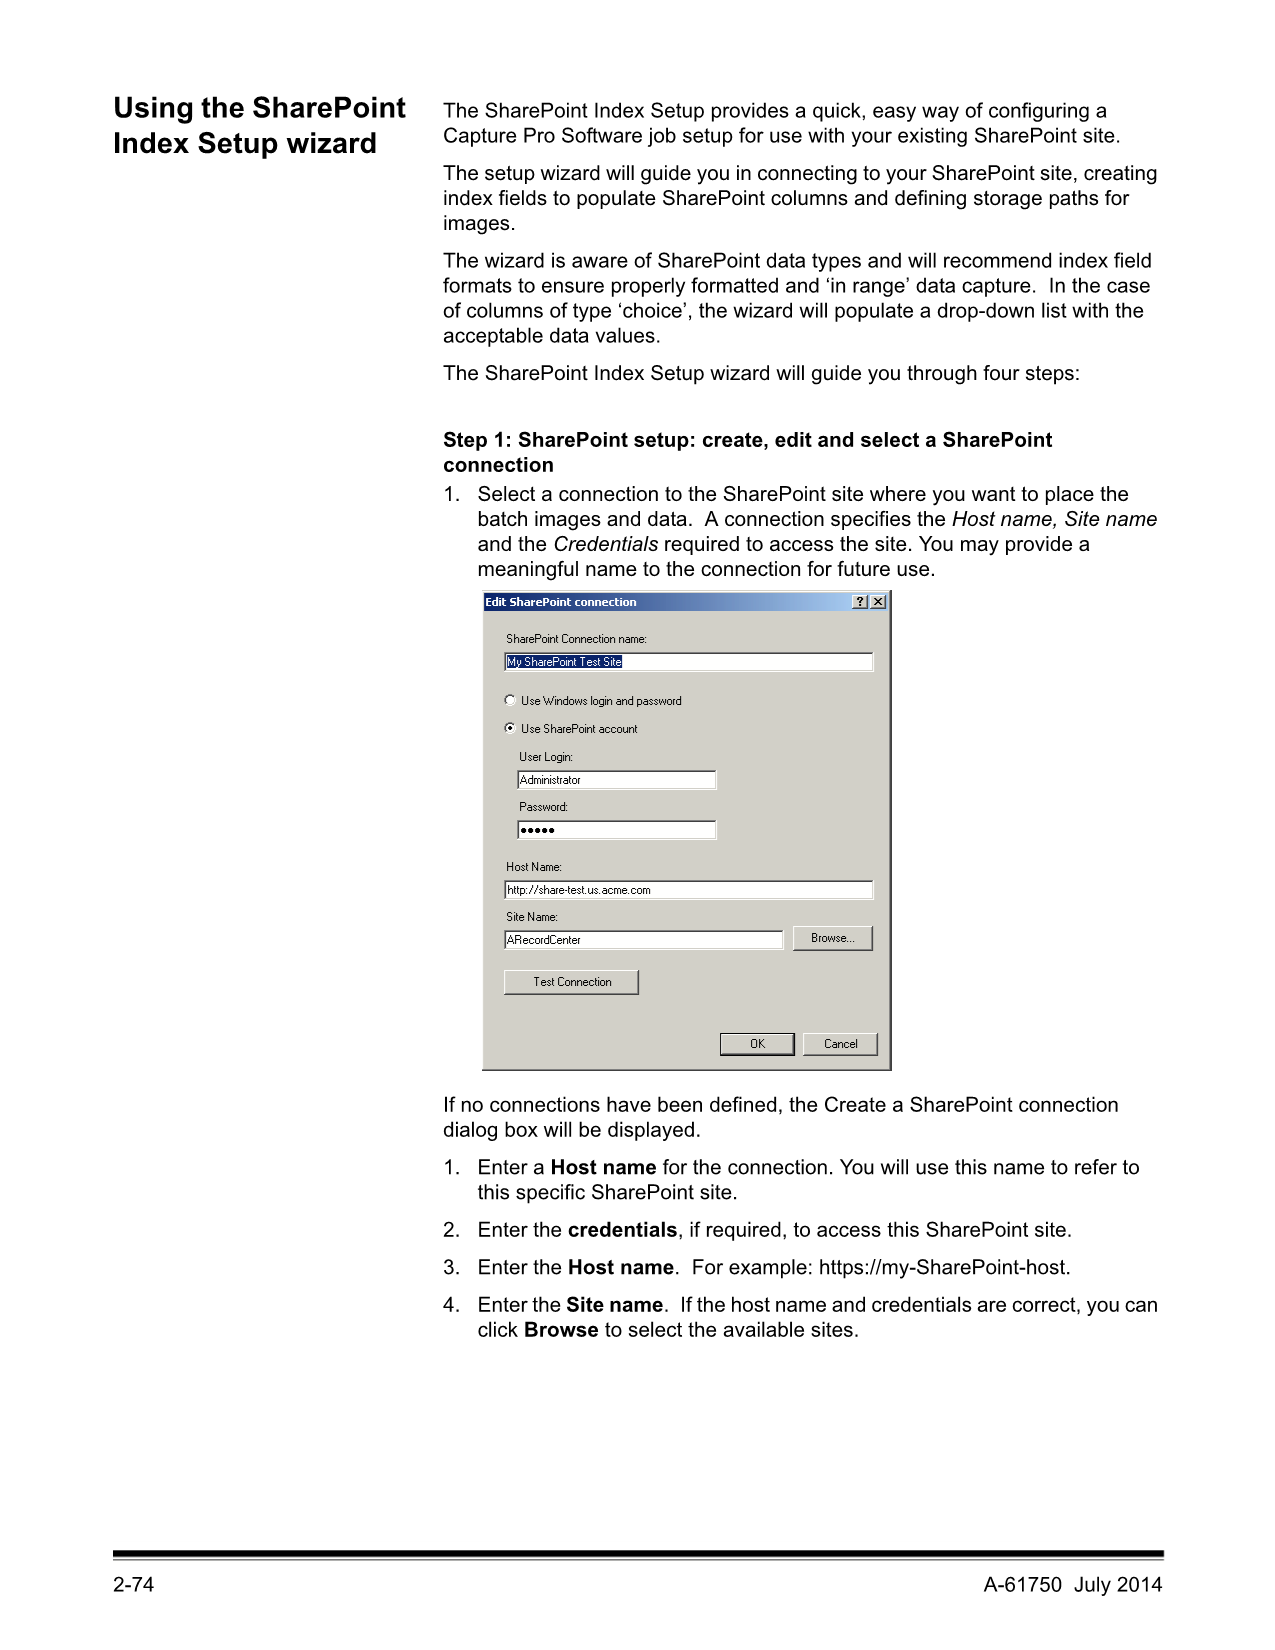 Using the SharePoint
Index Setup wizard
The SharePoint Index Setup provides a quick, easy way of configuring a
Capture Pro Software job setup for use with your existing SharePoint site.
The setup wizard will guide you in connecting to your SharePoint site, creating
index fields to populate SharePoint columns and defining storage paths for
images.
The wizard is aware of SharePoint data types and will recommend index field
formats to ensure properly formatted and ‘in range’ data capture.  In the case
of columns of type ‘choice’, the wizard will populate a drop-down list with the
acceptable data values.
The SharePoint Index Setup wizard will guide you through four steps:
Step 1: SharePoint setup: create, edit and select a SharePoint
connection
1. Select a connection to the SharePoint site where you want to place the
batch images and data.  A connection specifies the Host name, Site name
and the Credentials required to access the site. You may provide a
meaningful name to the connection for future use.
Edit SharePoint connection
SharePoint Connection name:
My SharePoint Test Site
Use Windows login and password
Use SharePoint account
User Login:
Administrator
Password:
•••••
Host Name:
http://share-test.us.acme.com
Site Name:
ARecordCenter
Browse...
Test Connection
OK Cancel
If no connections have been defined, the Create a SharePoint connection
dialog box will be displayed.
1. Enter a Host name for the connection. You will use this name to refer to
this specific SharePoint site.
2. Enter the credentials, if required, to access this SharePoint site.
3. Enter the Host name.  For example: https://my-SharePoint-host.
4. Enter the Site name.  If the host name and credentials are correct, you can
click Browse to select the available sites.
2-74 A-61750  July 2014